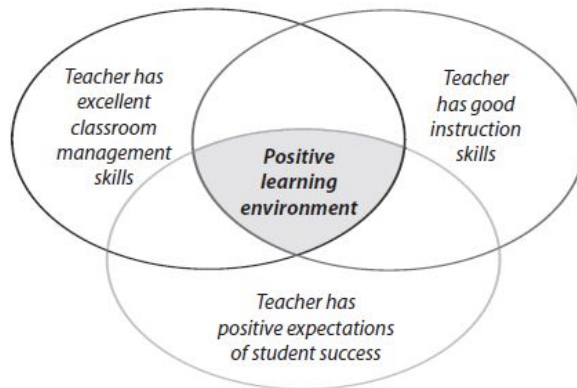 Teacher has
excellent
classroom
management
skills
Teacher
has good
instruction
skills
Positive
learning
environment
Teacher has
positive expectations
of student success